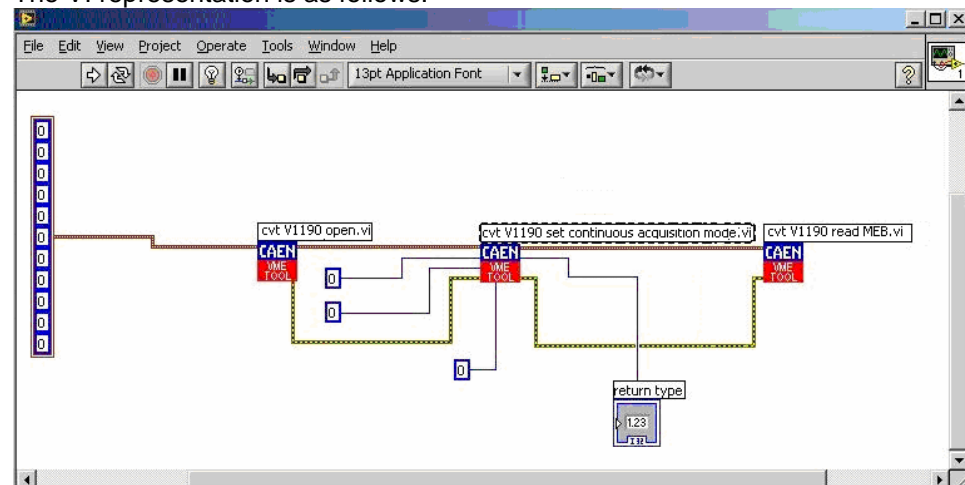 The VI representation is as follows:
File Edit View Project Operate Tools Window Help
13pt Application Font
?
1
0
0
0
0
0
0
0
0
0
0
0
cvt V1190 open.vi
cvt V1190 set continuous acquisition mode.vi
cvt V1190 read MEB.vi
CAEN
VME
TOOL
CAEN
VME
TOOL
CAEN
VME
TOOL
0
0
0
return type
1.23
I32